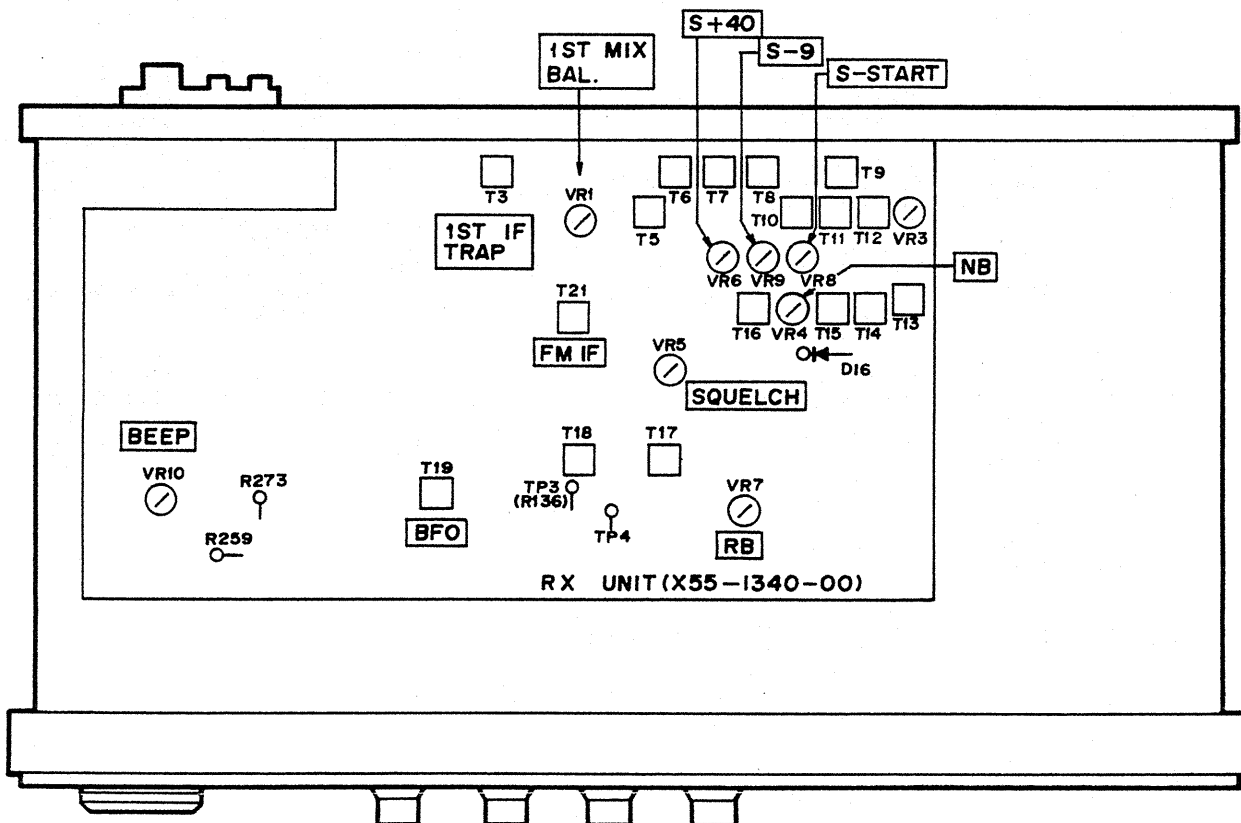 S+40
1ST MIX
BAL.
S-9
S-START
T3
VR1
T6
T7
T8
T9
1ST IF
TRAP
T5
T10
T11
T12
VR3
VR6
VR9
VR8
NB
T21
T16
VR4
T15
T14
T13
FM IF
VR5
D16
SQUELCH
BEEP
T18
T17
VR10
R273
T19
TP3
(R136)
VR7
R259
BFO
TP4
RB
RX UNIT(X55-1340-00)